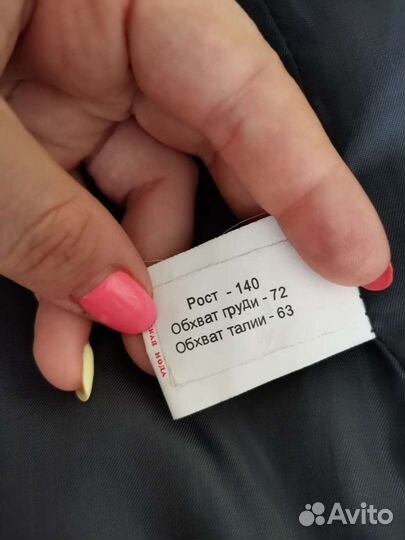 Рост - 140
Обхват груди - 72
Обхват талии - 63
Avito